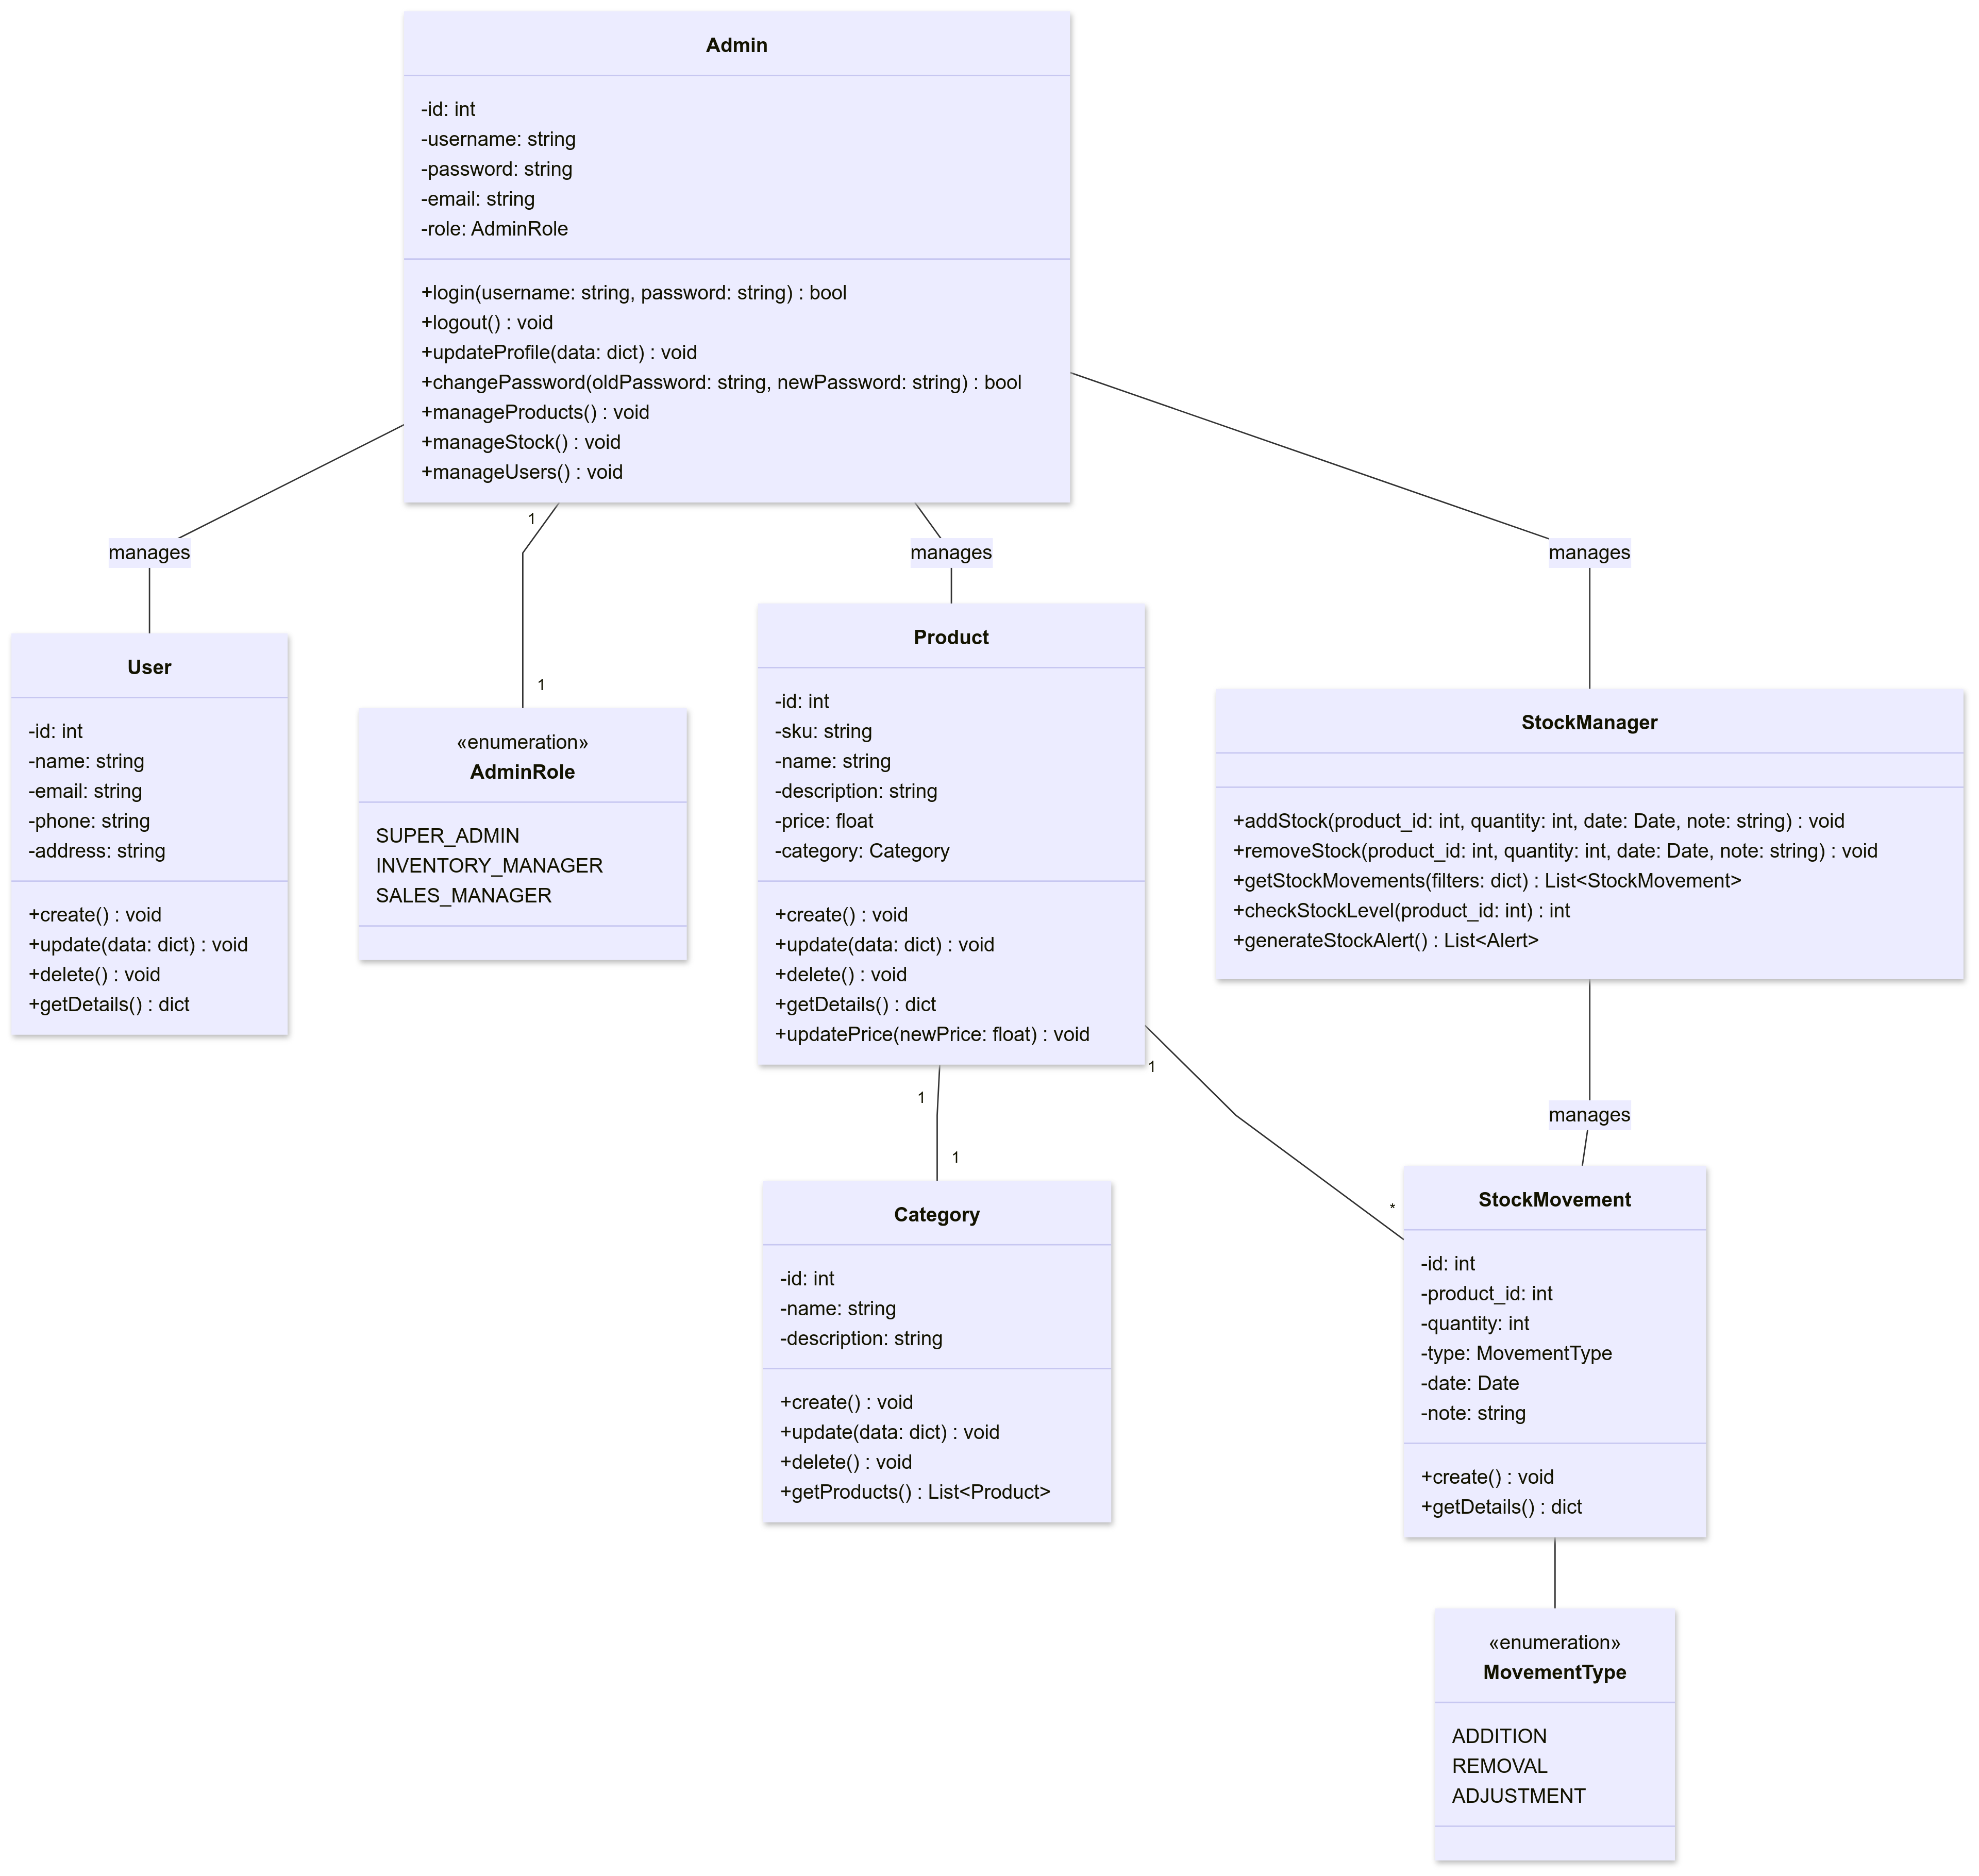 Admin
-id: int
-username: string
-password: string
-email: string
-role: AdminRole
+login(username: string, password: string) : bool
+logout() : void
+updateProfile(data: dict) : void
+changePassword(oldPassword: string, newPassword: string) : bool
+manageProducts() : void
+manageStock() : void
+manageUsers() : void
1
manages
manages
manages
User
-id: int
-name: string
-email: string
-phone: string
-address: string
+create() : void
+update(data: dict) : void
+delete() : void
+getDetails() : dict
1
«enumeration»
AdminRole
SUPER_ADMIN
INVENTORY_MANAGER
SALES_MANAGER
Product
-id: int
-sku: string
-name: string
-description: string
-price: float
-category: Category
+create() : void
+update(data: dict) : void
+delete() : void
+getDetails() : dict
+updatePrice(newPrice: float) : void
StockManager
+addStock(product_id: int, quantity: int, date: Date, note: string) : void
+removeStock(product_id: int, quantity: int, date: Date, note: string) : void
+getStockMovements(filters: dict) : List<StockMovement>
+checkStockLevel(product_id: int) : int
+generateStockAlert() : List<Alert>
1
1
manages
1
*
Category
-id: int
-name: string
-description: string
+create() : void
+update(data: dict) : void
+delete() : void
+getProducts() : List<Product>
StockMovement
-id: int
-product_id: int
-quantity: int
-type: MovementType
-date: Date
-note: string
+create() : void
+getDetails() : dict
«enumeration»
MovementType
ADDITION
REMOVAL
ADJUSTMENT